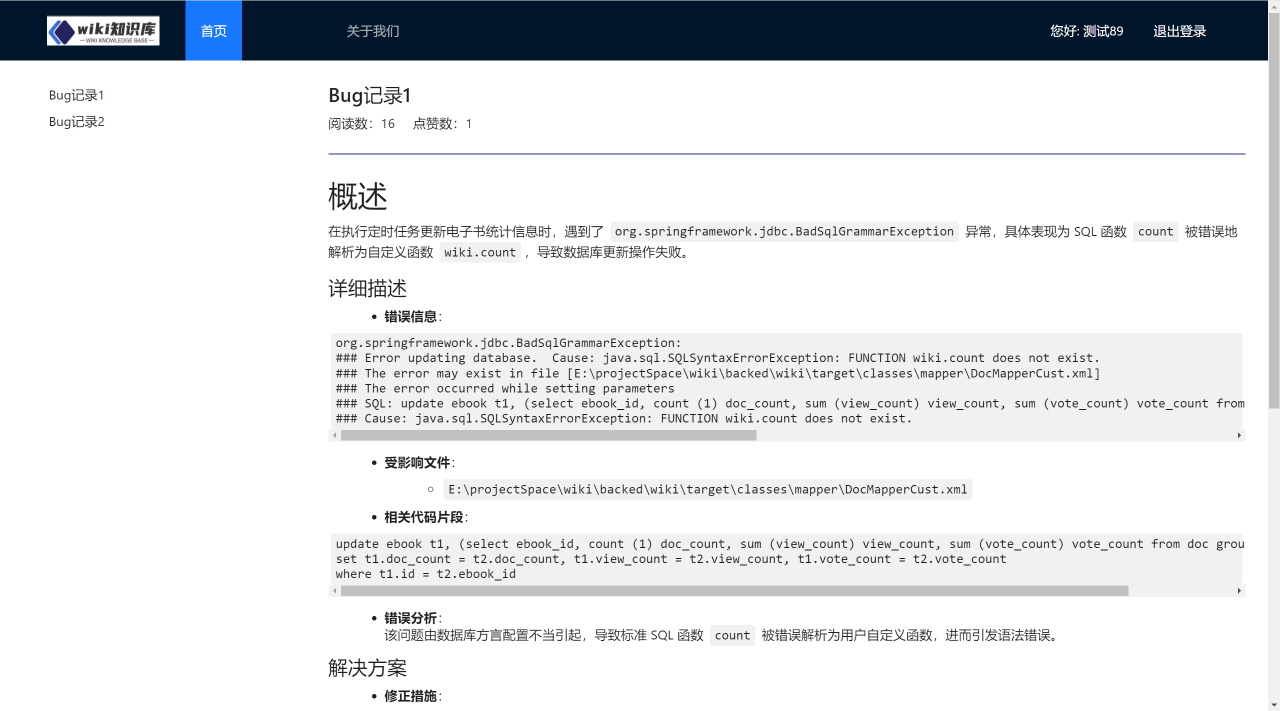 wiki知识库
—WIKI KNOWLEDGE BASE—
首页
关于我们
您好: 测试89
退出登录
Bug记录1
Bug记录2
Bug记录1
阅读数：16 点赞数：1
概述
在执行定时任务更新电子书统计信息时，遇到了 org.springframework.jdbc.BadSqlGrammarException 异常，具体表现为 SQL 函数 count 被错误地
解析为自定义函数 wiki.count ，导致数据库更新操作失败。
详细描述
• 错误信息：
org.springframework.jdbc.BadSqlGrammarException:
### Error updating database.  Cause: java.sql.SQLSyntaxErrorException: FUNCTION wiki.count does not exist.
### The error may exist in file [E:\projectSpace\wiki\backed\wiki\target\classes\mapper\DocMapperCust.xml]
### The error occurred while setting parameters
### SQL: update ebook t1, (select ebook_id, count (1) doc_count, sum (view_count) view_count, sum (vote_count) vote_count from
### Cause: java.sql.SQLSyntaxErrorException: FUNCTION wiki.count does not exist.
• 受影响文件：
○ E:\projectSpace\wiki\backed\wiki\target\classes\mapper\DocMapperCust.xml
• 相关代码片段：
update ebook t1, (select ebook_id, count (1) doc_count, sum (view_count) view_count, sum (vote_count) vote_count from doc grou
set t1.doc_count = t2.doc_count, t1.view_count = t2.view_count, t1.vote_count = t2.vote_count
where t1.id = t2.ebook_id
• 错误分析：
该问题由数据库方言配置不当引起，导致标准 SQL 函数 count 被错误解析为用户自定义函数，进而引发语法错误。
解决方案
• 修正措施：